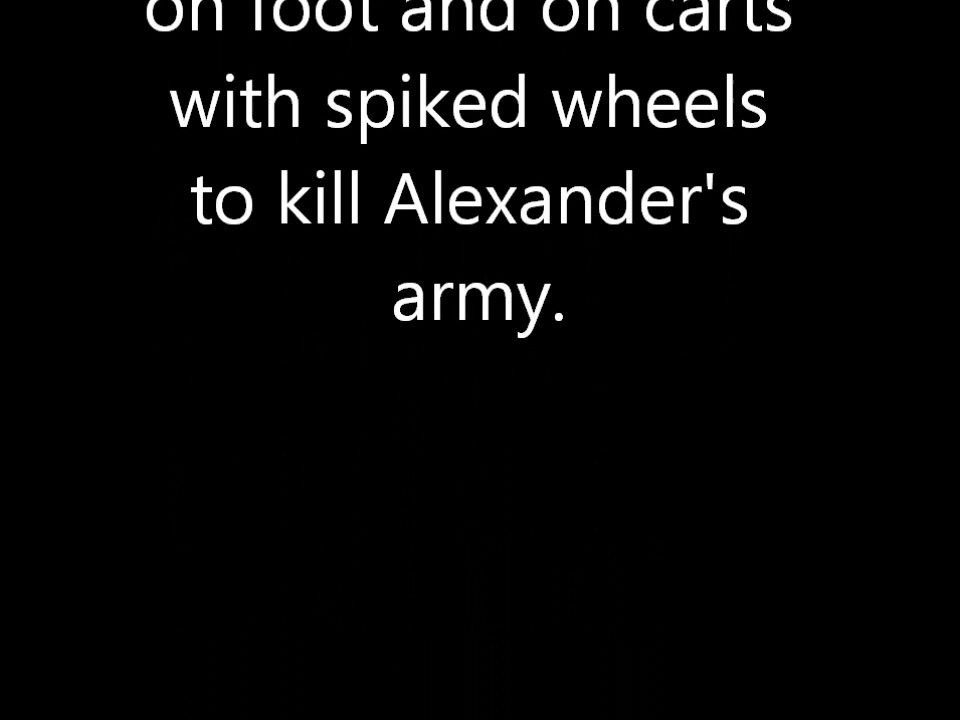 on foot and on carts
with spiked wheels
to kill Alexander's
army.